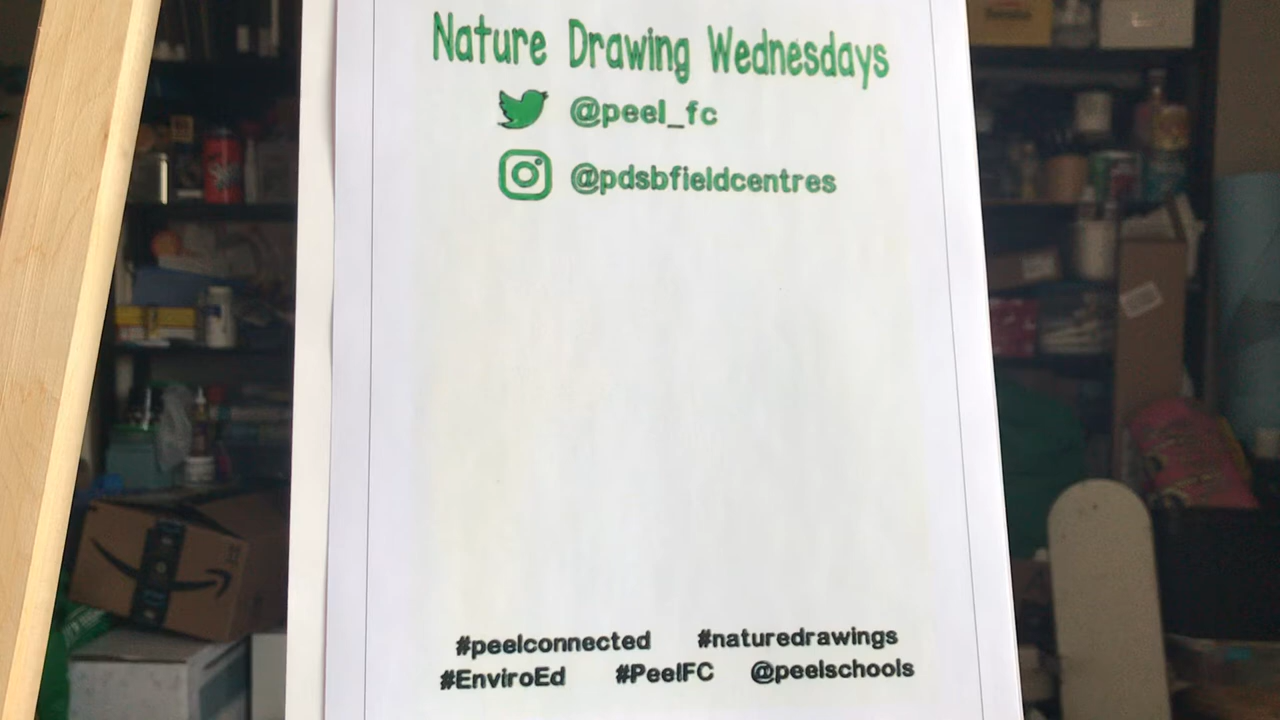 Nature Drawing Wednesdays
@peel_fc
@pdsbfieldcentres
#peelconnected #naturedrawings
#EnviroEd #PeelFC @peelschools